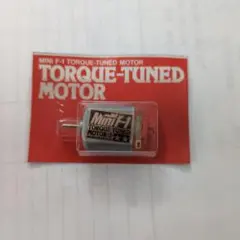 MINI F-1 TORQUE-TUNED MOTOR
TORQUE-TUNED
MOTOR
Mini F-1